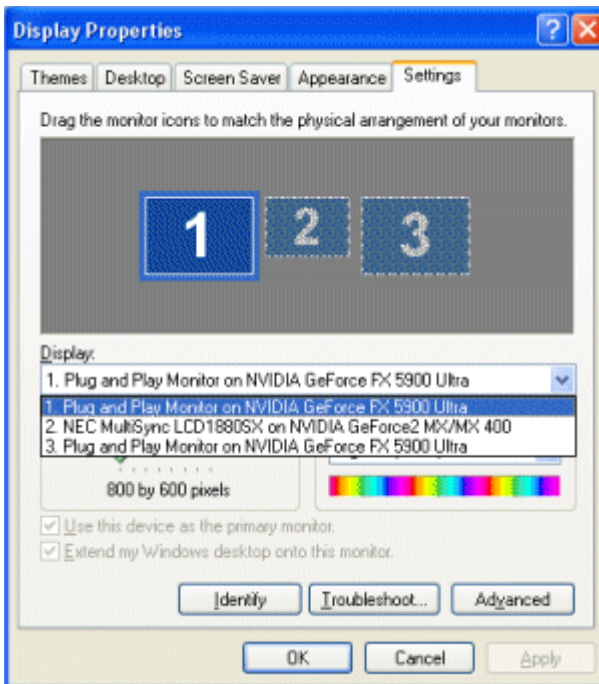 Display Properties
Themes Desktop Screen Saver Appearance Settings
Drag the monitor icons to match the physical arrangement of your monitors.
1 2 3
Display:
1. Plug and Play Monitor on NVIDIA GeForce FX 5900 Ultra
1. Plug and Play Monitor on NVIDIA GeForce FX 5900 Ultra
2. NEC MultiSync LCD1880SX on NVIDIA GeForce2 MX/MX 400
3. Plug and Play Monitor on NVIDIA GeForce FX 5900 Ultra
800 by 600 pixels
Use this device as the primary monitor.
Extend my Windows desktop onto this monitor.
Identify Troubleshoot... Advanced
OK Cancel Apply